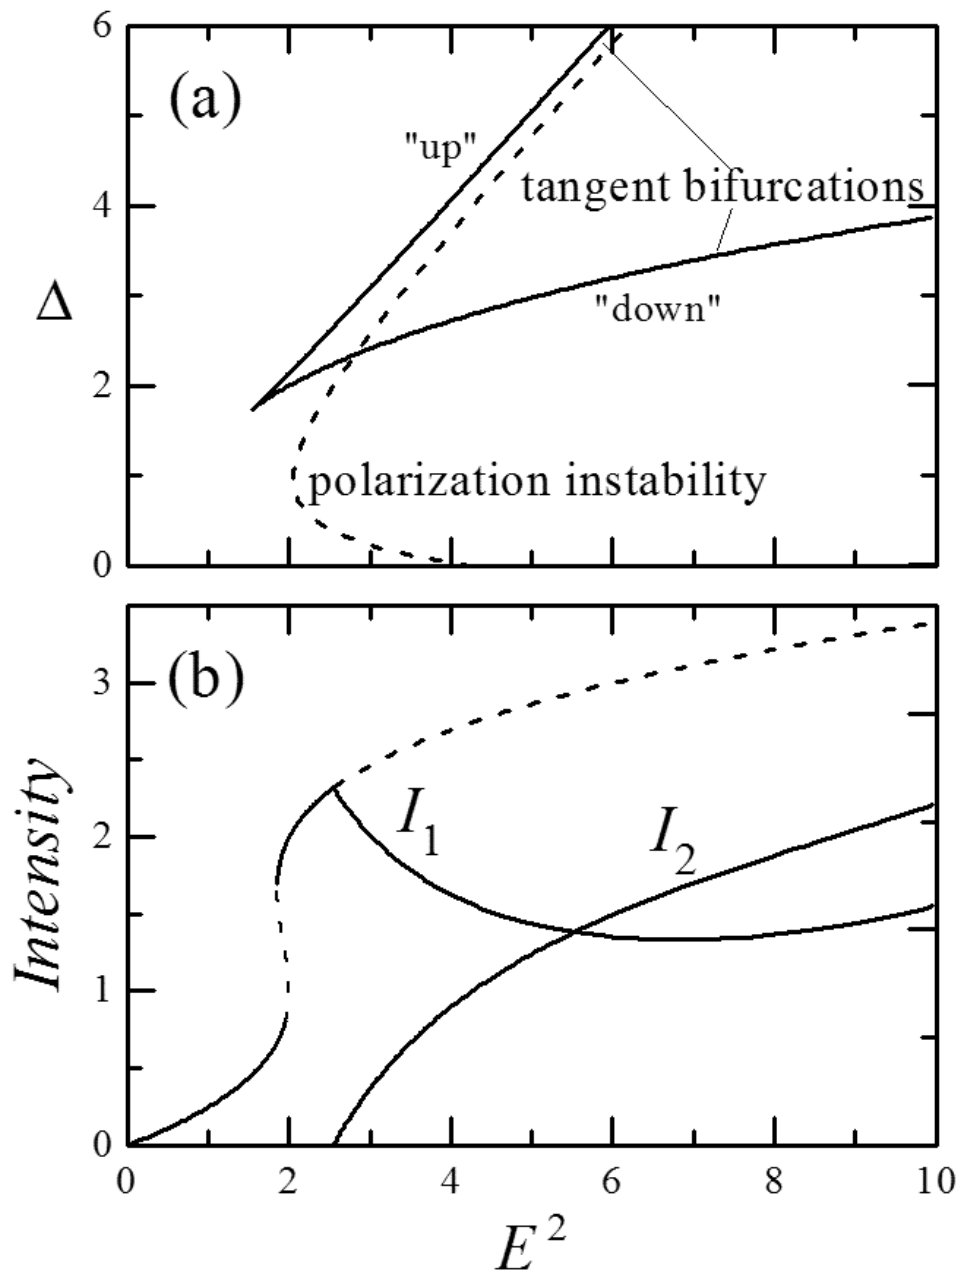 6
(a)
"up"
tangent bifurcations
4
Δ
"down"
2
polarization instability
0
(b)
3
I1
I2
2
Intensity
1
0
0 2 4 6 8 10
E 2